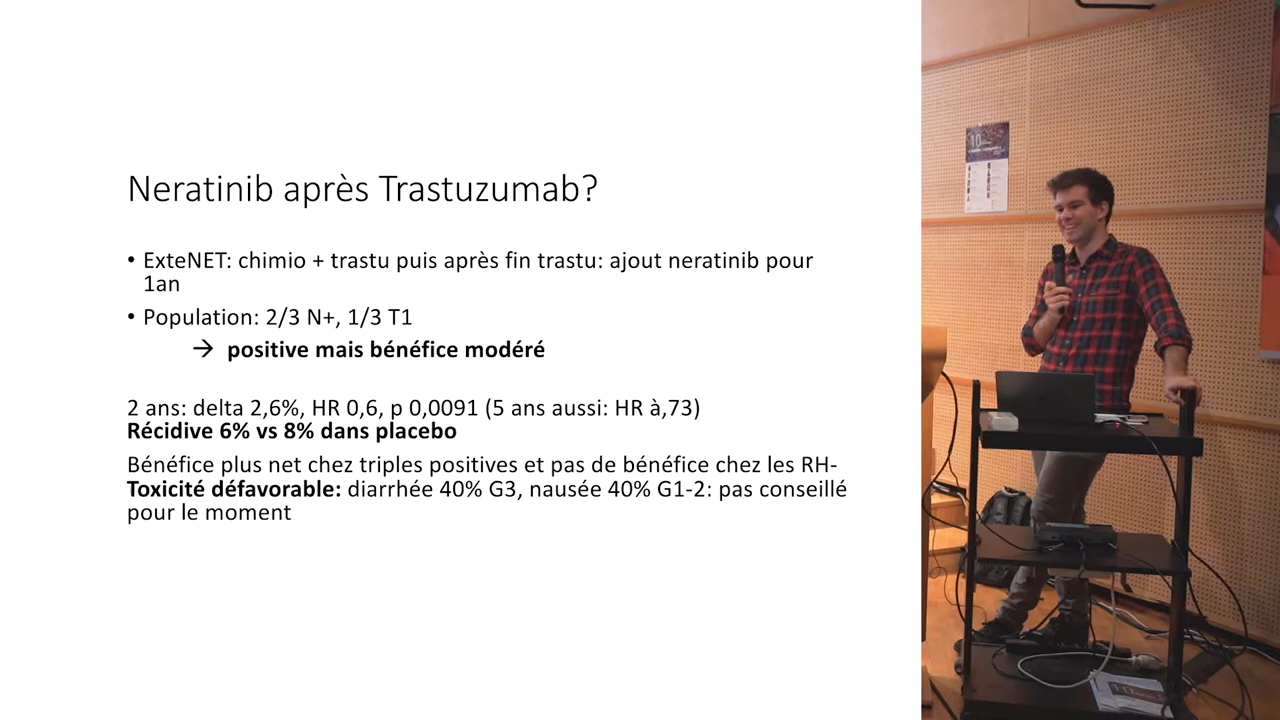 Neratinib après Trastuzumab?
• ExteNET: chimio + trastu puis après fin trastu: ajout neratinib pour
1an
• Population: 2/3 N+, 1/3 T1
→ positive mais bénéfice modéré
2 ans: delta 2,6%, HR 0,6, p 0,0091 (5 ans aussi: HR à,73)
Récidive 6% vs 8% dans placebo
Bénéfice plus net chez triples positives et pas de bénéfice chez les RH-
Toxicité défavorable: diarrhée 40% G3, nausée 40% G1-2: pas conseillé
pour le moment
10